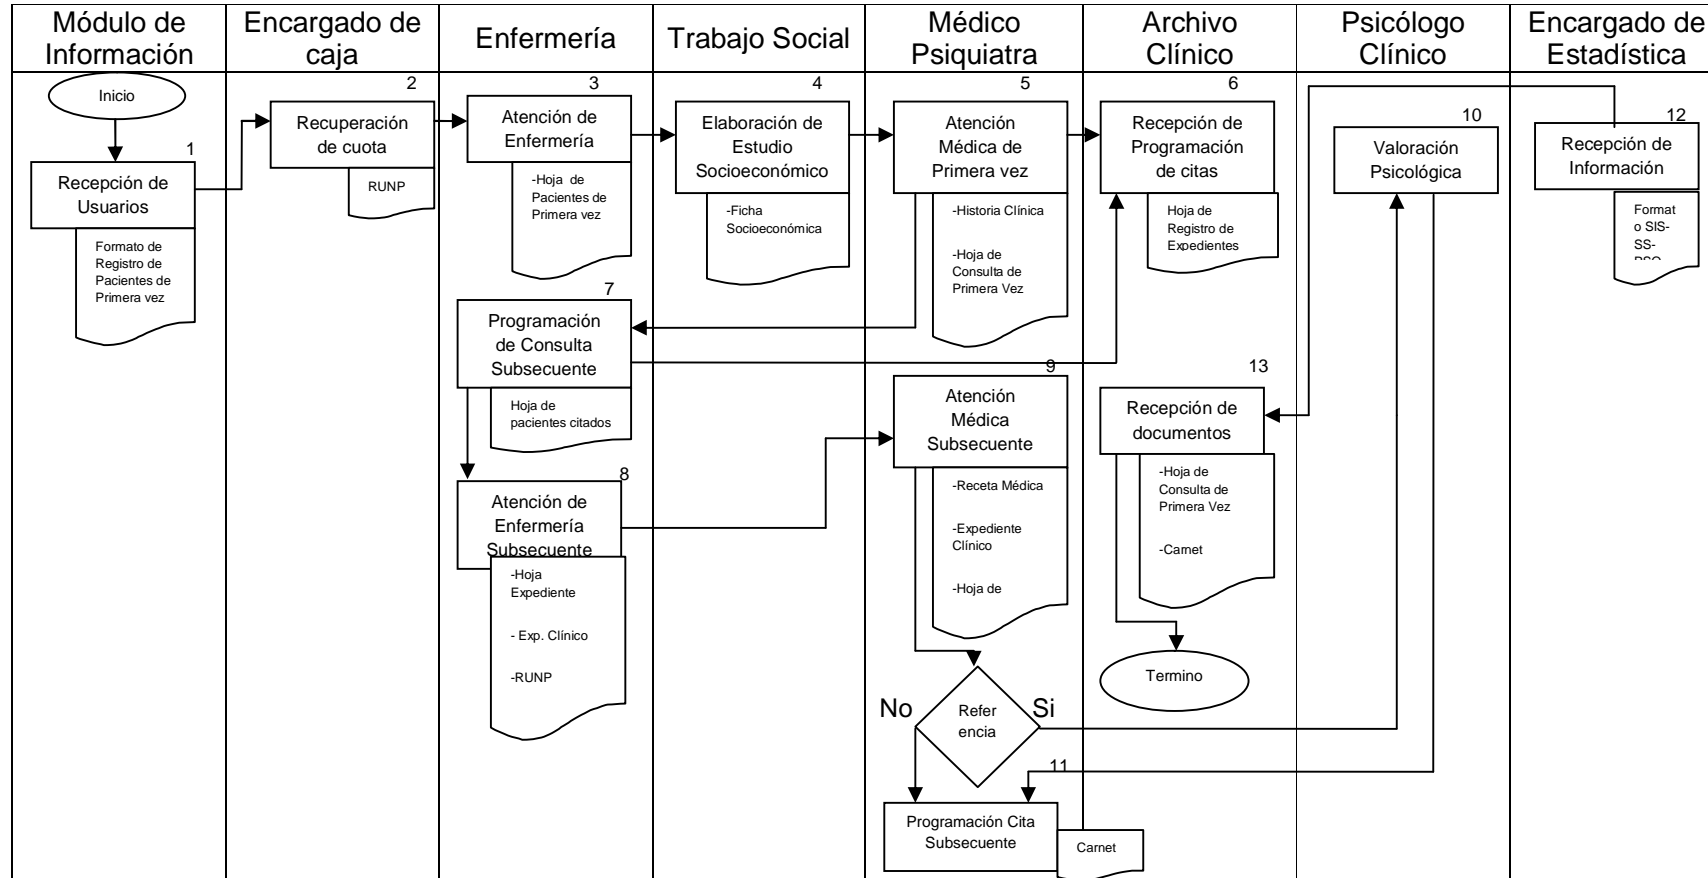 Módulo de
Información
Encargado de
caja
Enfermería
Trabajo Social
Médico
Psiquiatra
Archivo
Clínico
Psicólogo
Clínico
Encargado de
Estadística
Inicio
1
Recepción de
Usuarios
Formato de
Registro de
Pacientes de
Primera vez
2
Recuperación
de cuota
RUNP
3
Atención de
Enfermería
-Hoja de
Pacientes de
Primera vez
4
Elaboración de
Estudio
Socioeconómico
-Ficha
Socioeconómica
5
Atención
Médica de
Primera vez
-Historia Clínica
-Hoja de
Consulta de
Primera Vez
6
Recepción de
Programación
de citas
Hoja de
Registro de
Expedientes
7
Programación
de Consulta
Subsecuente
Hoja de
pacientes citados
8
Atención de
Enfermería
Subsecuente
-Hoja
Expediente
- Exp. Clínico
-RUNP
9
Atención
Médica
Subsecuente
-Receta Médica
-Expediente
Clínico
-Hoja de
No
Refer
encia
Si
10
Valoración
Psicológica
11
Programación Cita
Subsecuente
Carnet
12
Recepción de
Información
Format
o SIS-
SS-
13
Recepción de
documentos
-Hoja de
Consulta de
Primera Vez
-Carnet
Termino